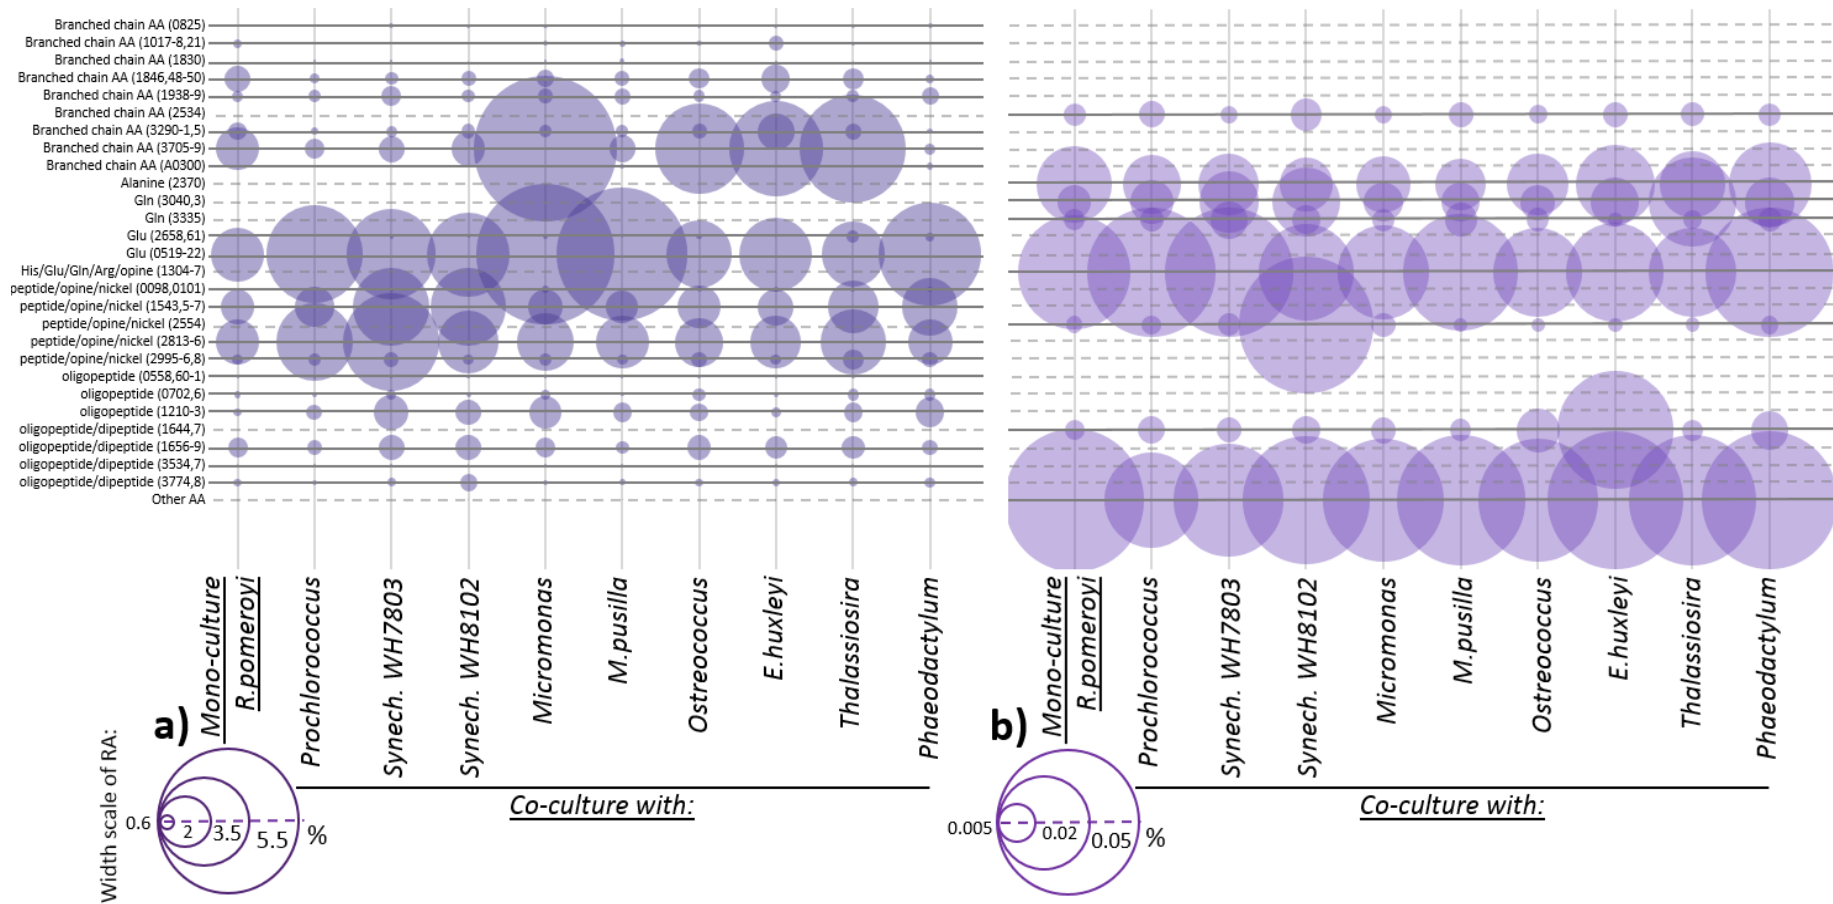 Branched chain AA (0825)
Branched chain AA (1017-8,21)
Branched chain AA (1830)
Branched chain AA (1846,48-50)
Branched chain AA (1938-9)
Branched chain AA (2534)
Branched chain AA (3290-1,5)
Branched chain AA (3705-9)
Branched chain AA (A0300)
Alanine (2370)
Gln (3040,3)
Gln (3335)
Glu (2658,61)
Glu (0519-22)
His/Glu/Gln/Arg/opine (1304-7)
peptide/opine/nickel (0098,0101)
peptide/opine/nickel (1543,5-7)
peptide/opine/nickel (2554)
peptide/opine/nickel (2813-6)
peptide/opine/nickel (2995-6,8)
oligopeptide (0558,60-1)
oligopeptide (0702,6)
oligopeptide (1210-3)
oligopeptide/dipeptide (1644,7)
oligopeptide/dipeptide (1656-9)
oligopeptide/dipeptide (3534,7)
oligopeptide/dipeptide (3774,8)
Other AA
Mono-culture
R.pomeroyi
Prochlorococcus
Synech. WH7803
Synech. WH8102
Micromonas
M.pusilla
Ostreococcus
E.huxleyi
Thalassiosira
Phaeodactylum
Mono-culture
R.pomeroyi
Prochlorococcus
Synech. WH7803
Synech. WH8102
Micromonas
M.pusilla
Ostreococcus
E.huxleyi
Thalassiosira
Phaeodactylum
a)
b)
Width scale of RA:
0.6 2 3.5 5.5 %
Co-culture with:
0.005 0.02 0.05 %
Co-culture with: